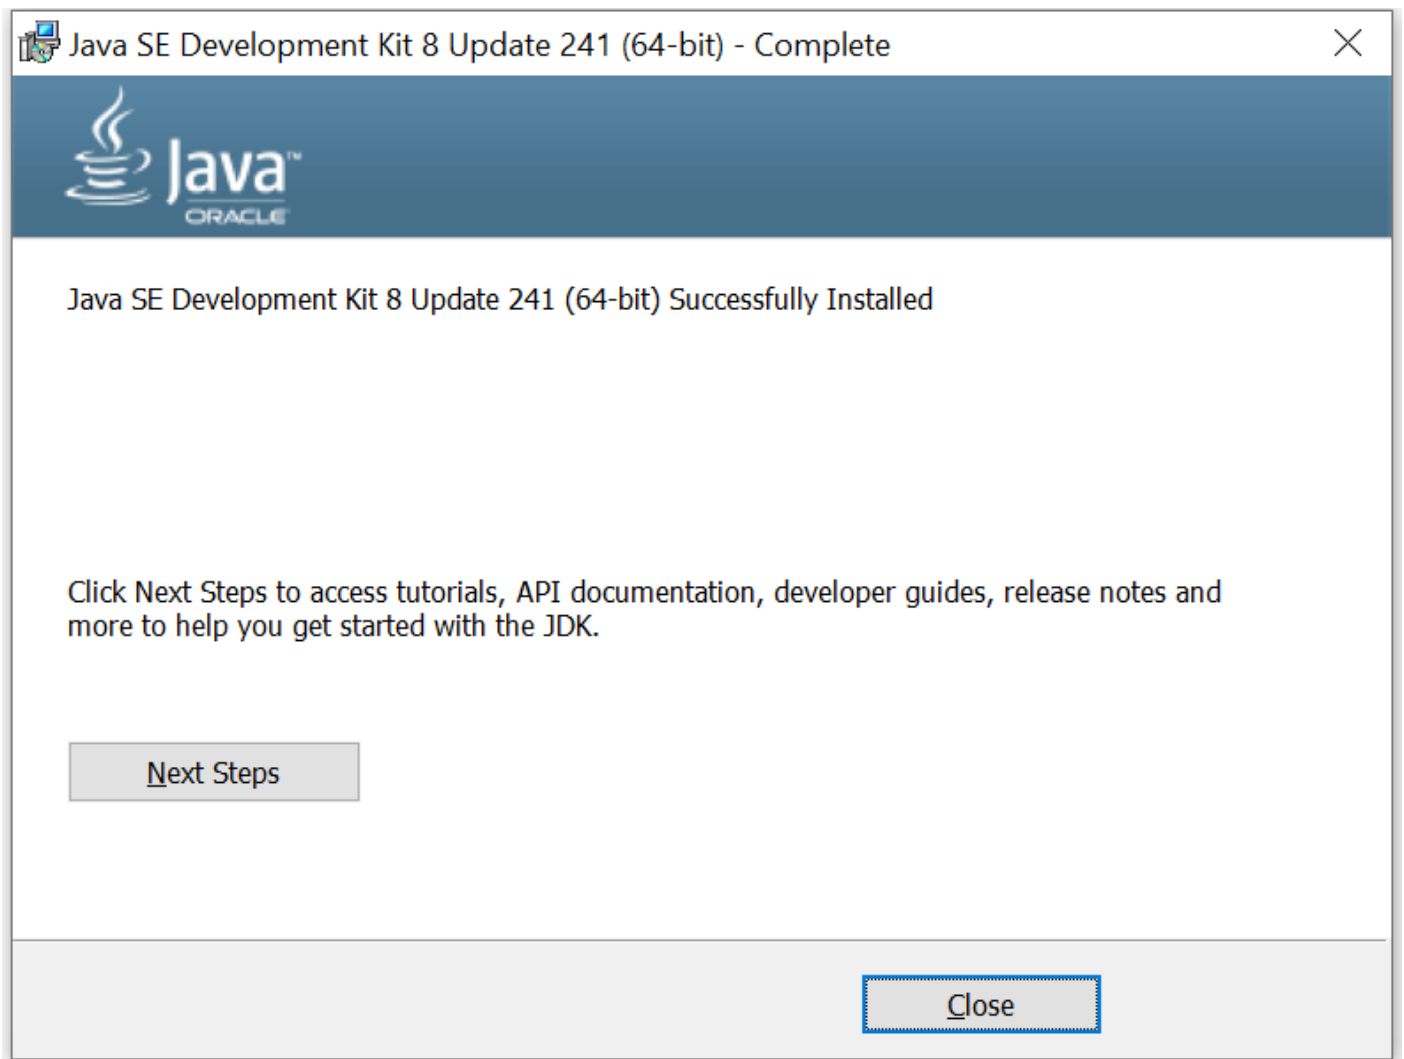 Java SE Development Kit 8 Update 241 (64-bit) - Complete
Java™
ORACLE
Java SE Development Kit 8 Update 241 (64-bit) Successfully Installed
Click Next Steps to access tutorials, API documentation, developer guides, release notes and
more to help you get started with the JDK.
Next Steps
Close